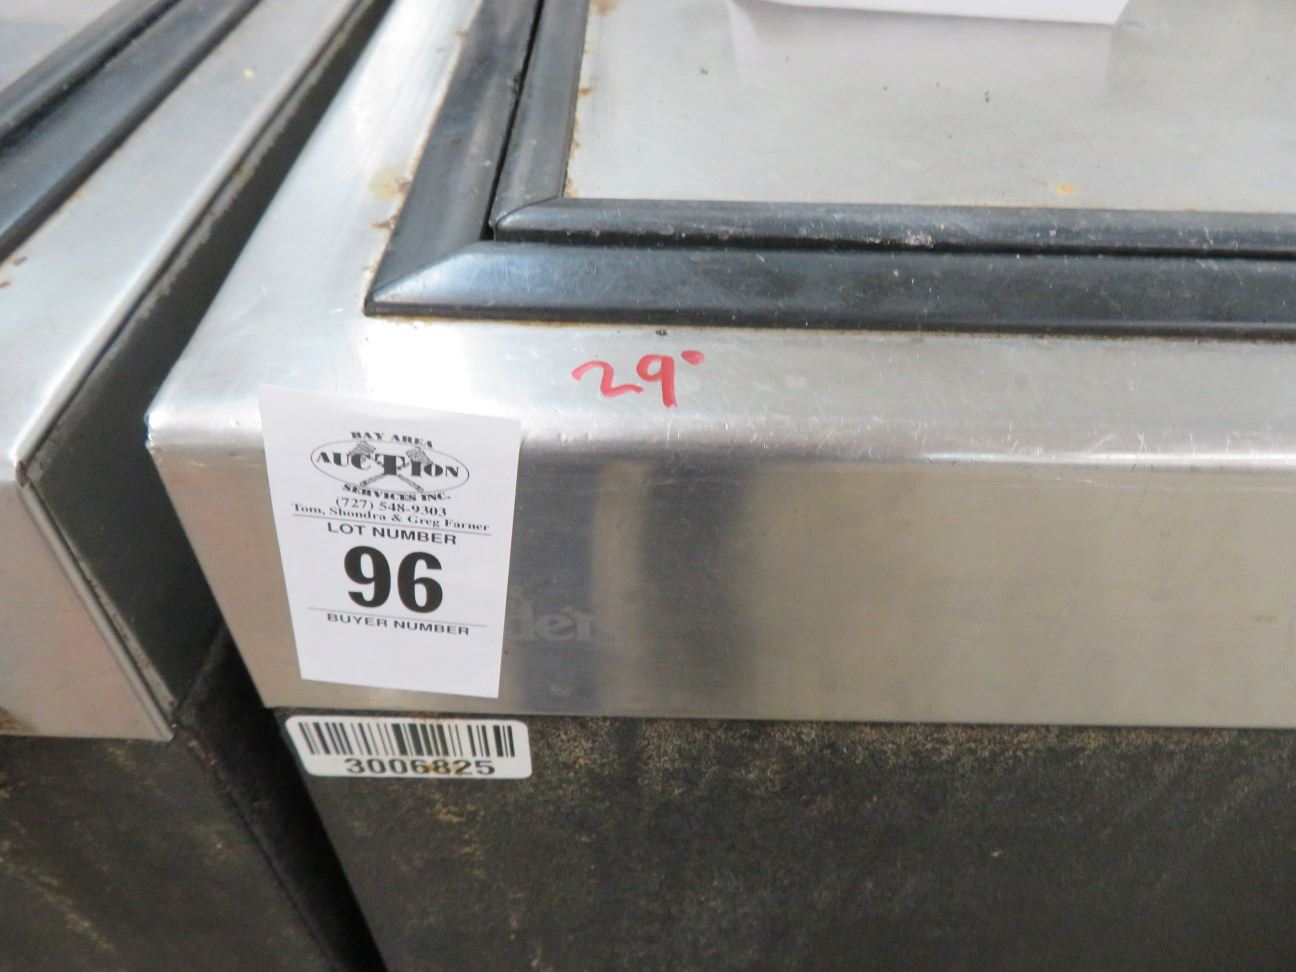 29°
BAY AREA
AUCTION
SERVICES INC.
(727) 548-9303
Tom, Shondra & Greg Farner
LOT NUMBER
96
BUYER NUMBER
3006825